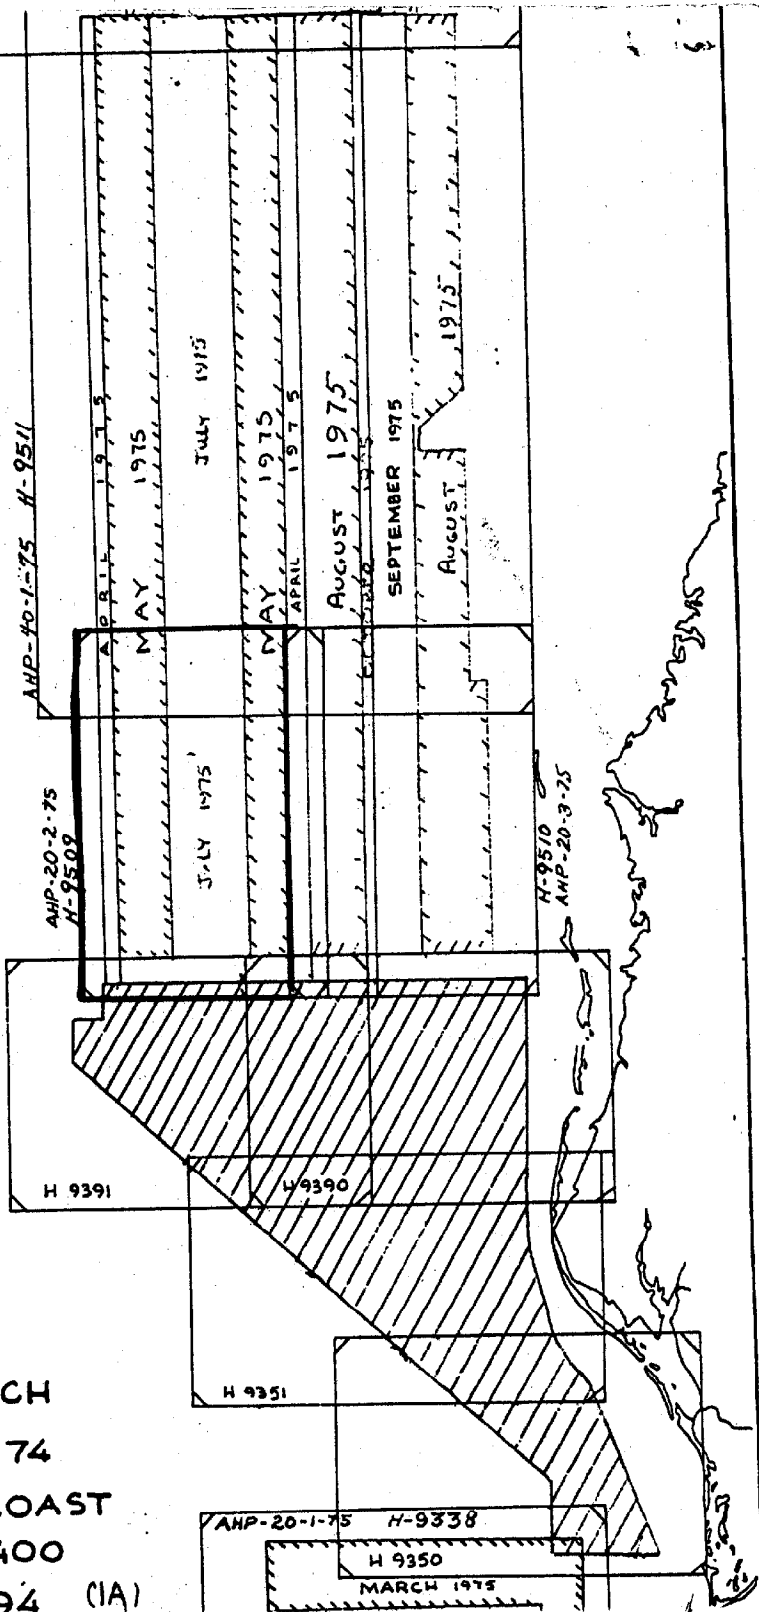 AHP-40-1-75 H-9511
APRIL 1975
MAY 1975
JULY 1975
MAY 1975
APRIL 1975
AUGUST 1975
SEPTEMBER 1975
AUGUST 1975
AHP-20-2-75
H-9509
JULY 1975
H-9510
AHP-20-3-75
H 9391
H 9390
H 9351
CH
74
COAST
400
94 (1A)
AHP-20-1-75 H-9338
H 9350
MARCH 1975